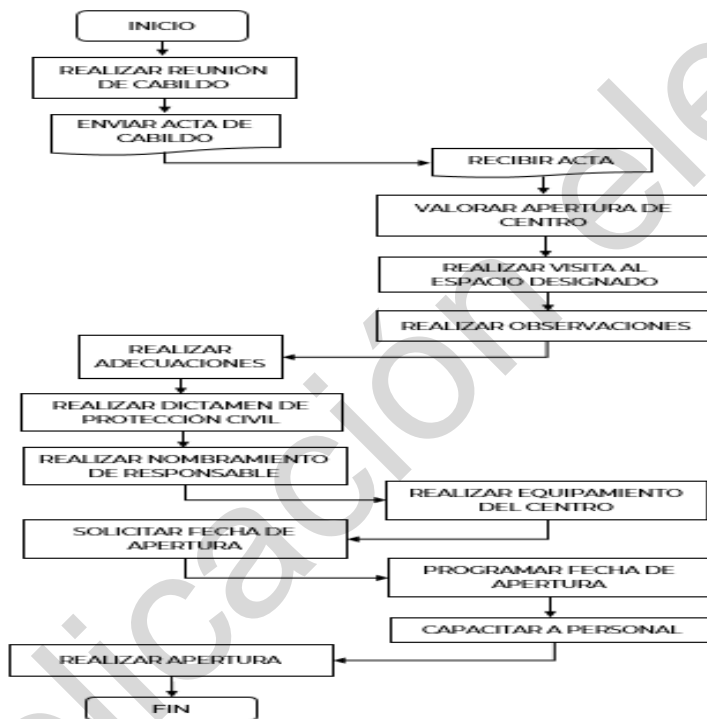 INICIO
REALIZAR REUNIÓN
DE CABILDO
ENVIAR ACTA DE
CABILDO
RECIBIR ACTA
VALORAR APERTURA DE
CENTRO
REALIZAR VISITA AL
ESPACIO DESIGNADO
REALIZAR OBSERVACIONES
REALIZAR
ADECUACIONES
REALIZAR DICTAMEN DE
PROTECCIÓN CIVIL
REALIZAR NOMBRAMIENTO
DE RESPONSABLE
REALIZAR EQUIPAMIENTO
DEL CENTRO
SOLICITAR FECHA DE
APERTURA
PROGRAMAR FECHA DE
APERTURA
CAPACITAR A PERSONAL
REALIZAR APERTURA
FIN